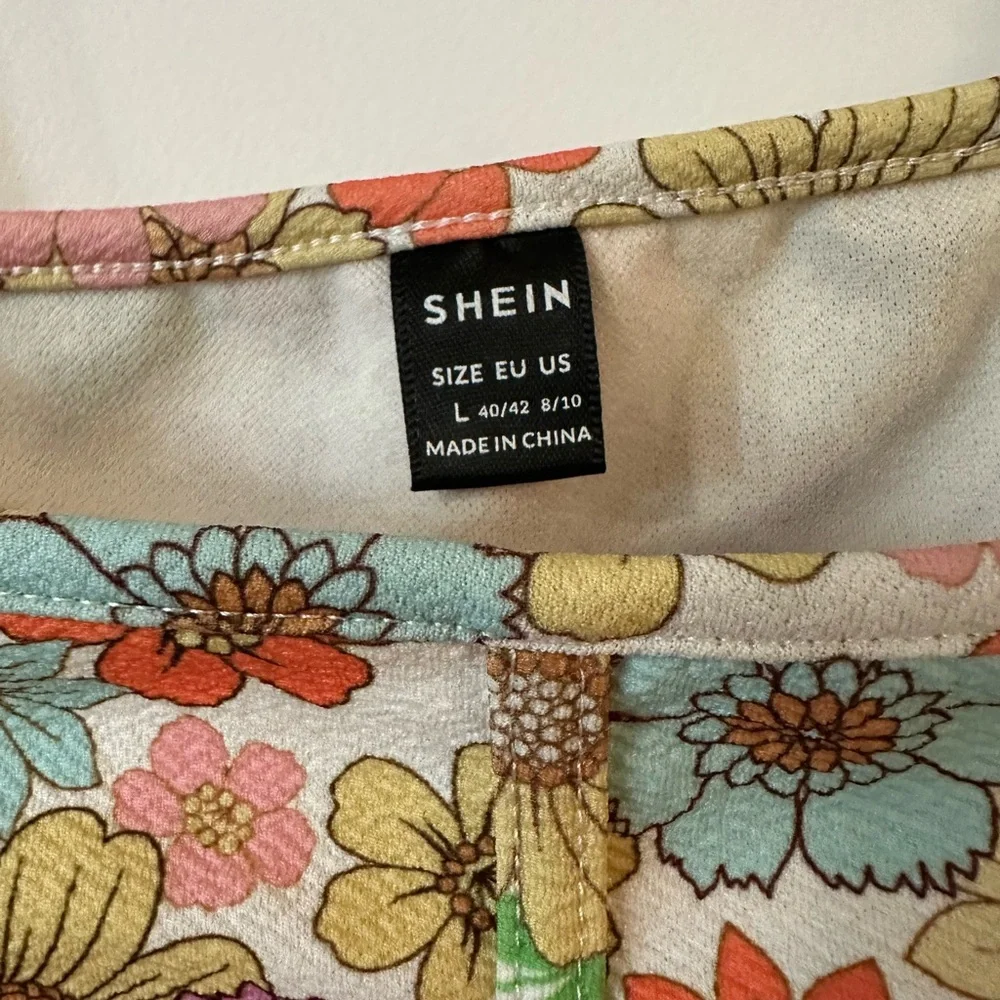 SHEIN
SIZE EU US
L 40/42 8/10
MADE IN CHINA